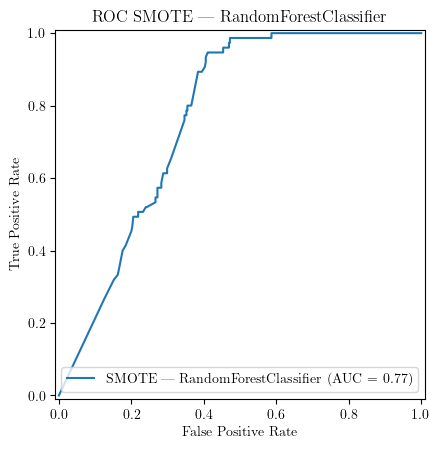 ROC SMOTE — RandomForestClassifier
1.0
0.8
0.6
0.4
0.2
0.0
True Positive Rate
SMOTE — RandomForestClassifier (AUC = 0.77)
0.0 0.2 0.4 0.6 0.8 1.0
False Positive Rate